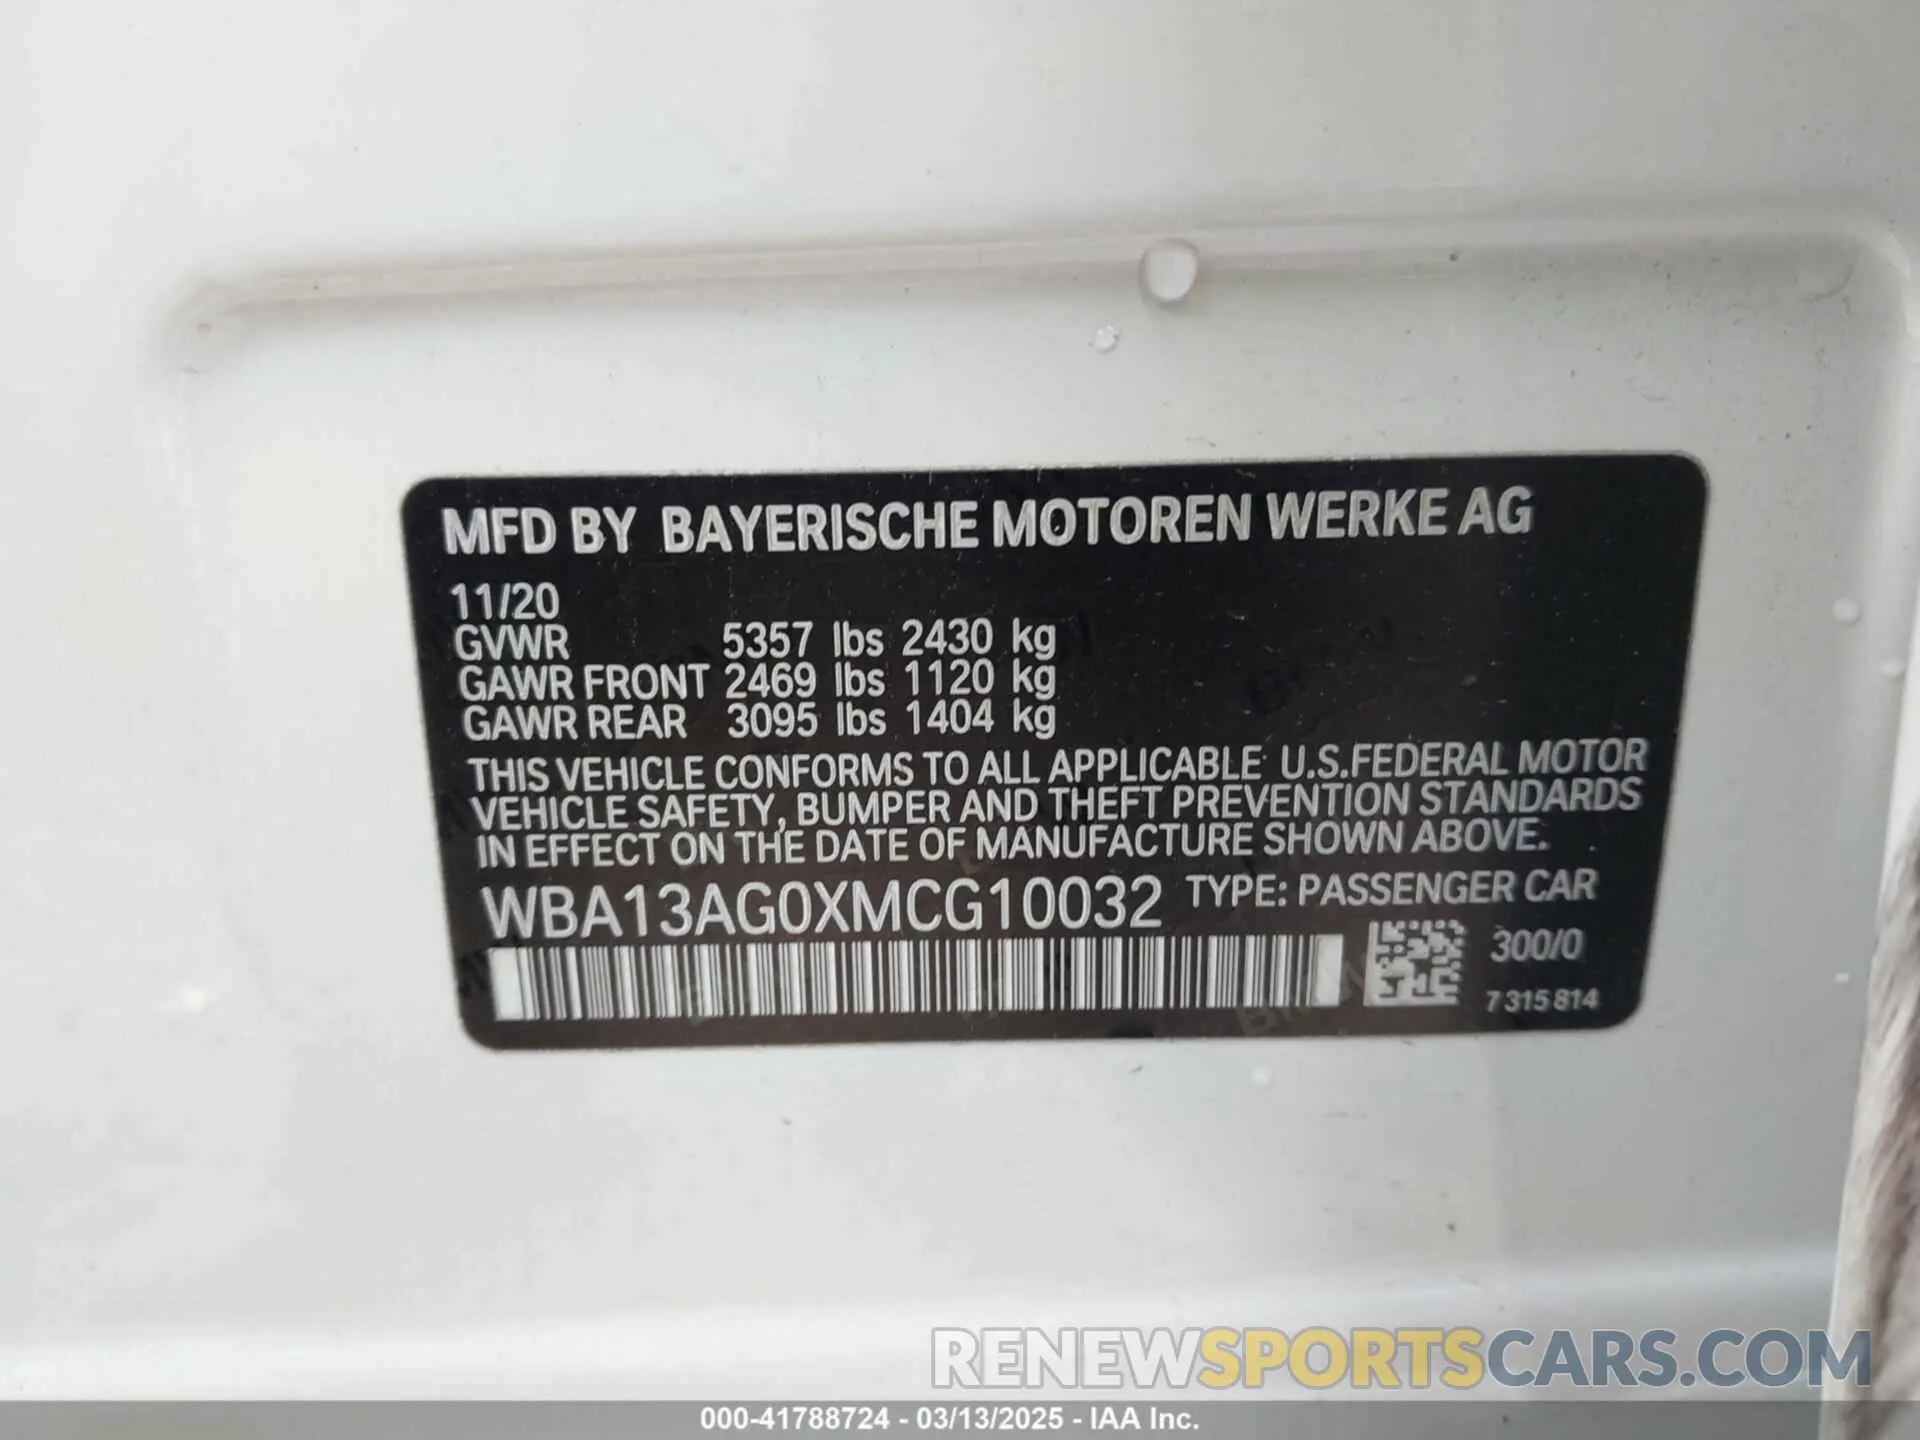 MFD BY BAYERISCHE MOTOREN WERKE AG
11/20
GVWR 5357 lbs 2430 kg
GAWR FRONT 2469 lbs 1120 kg
GAWR REAR 3095 lbs 1404 kg
THIS VEHICLE CONFORMS TO ALL APPLICABLE U.S.FEDERAL MOTOR
VEHICLE SAFETY, BUMPER AND THEFT PREVENTION STANDARDS
IN EFFECT ON THE DATE OF MANUFACTURE SHOWN ABOVE.
WBA13AG0XMCG10032 TYPE: PASSENGER CAR
300/0
7 315 814
RENEWSPORTSCARS.COM
000-41788724 - 03/13/2025 - IAA Inc.